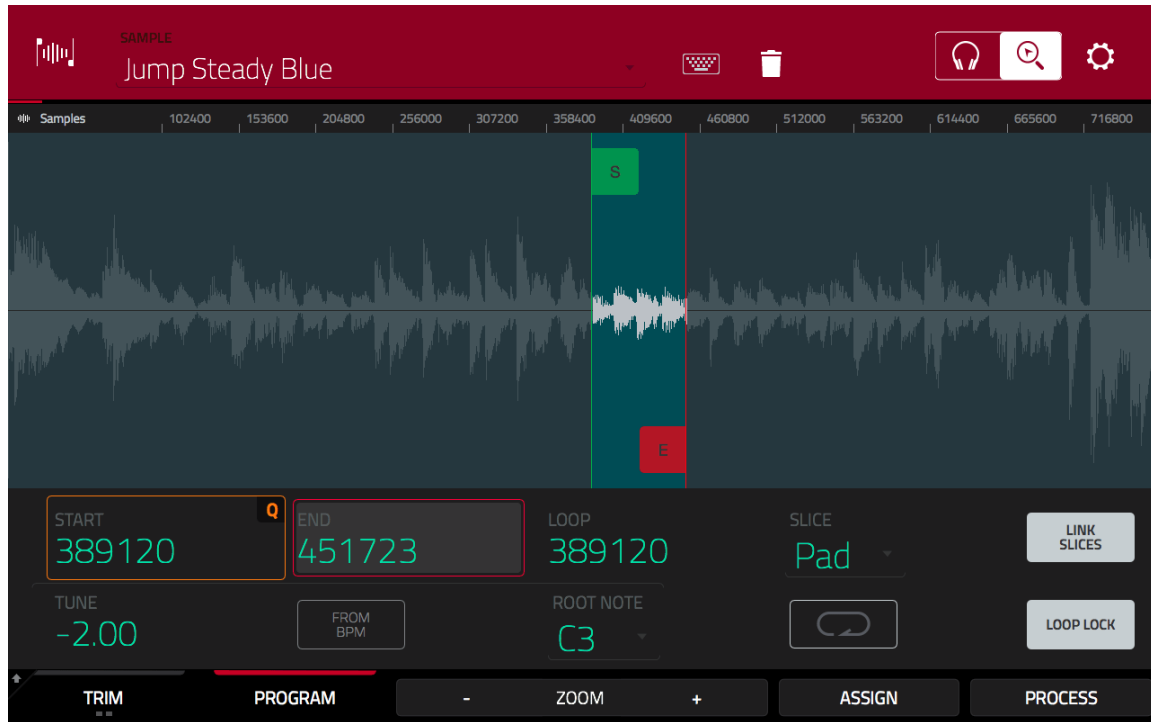 SAMPLE
Jump Steady Blue
Samples 102400 153600 204800 256000 307200 358400 409600 460800 512000 563200 614400 665600 716800
S
E
START Q END LOOP SLICE LINK SLICES
389120 451723 389120 Pad
TUNE FROM BPM ROOT NOTE LOOP LOCK
-2.00 C3
TRIM PROGRAM - ZOOM + ASSIGN PROCESS